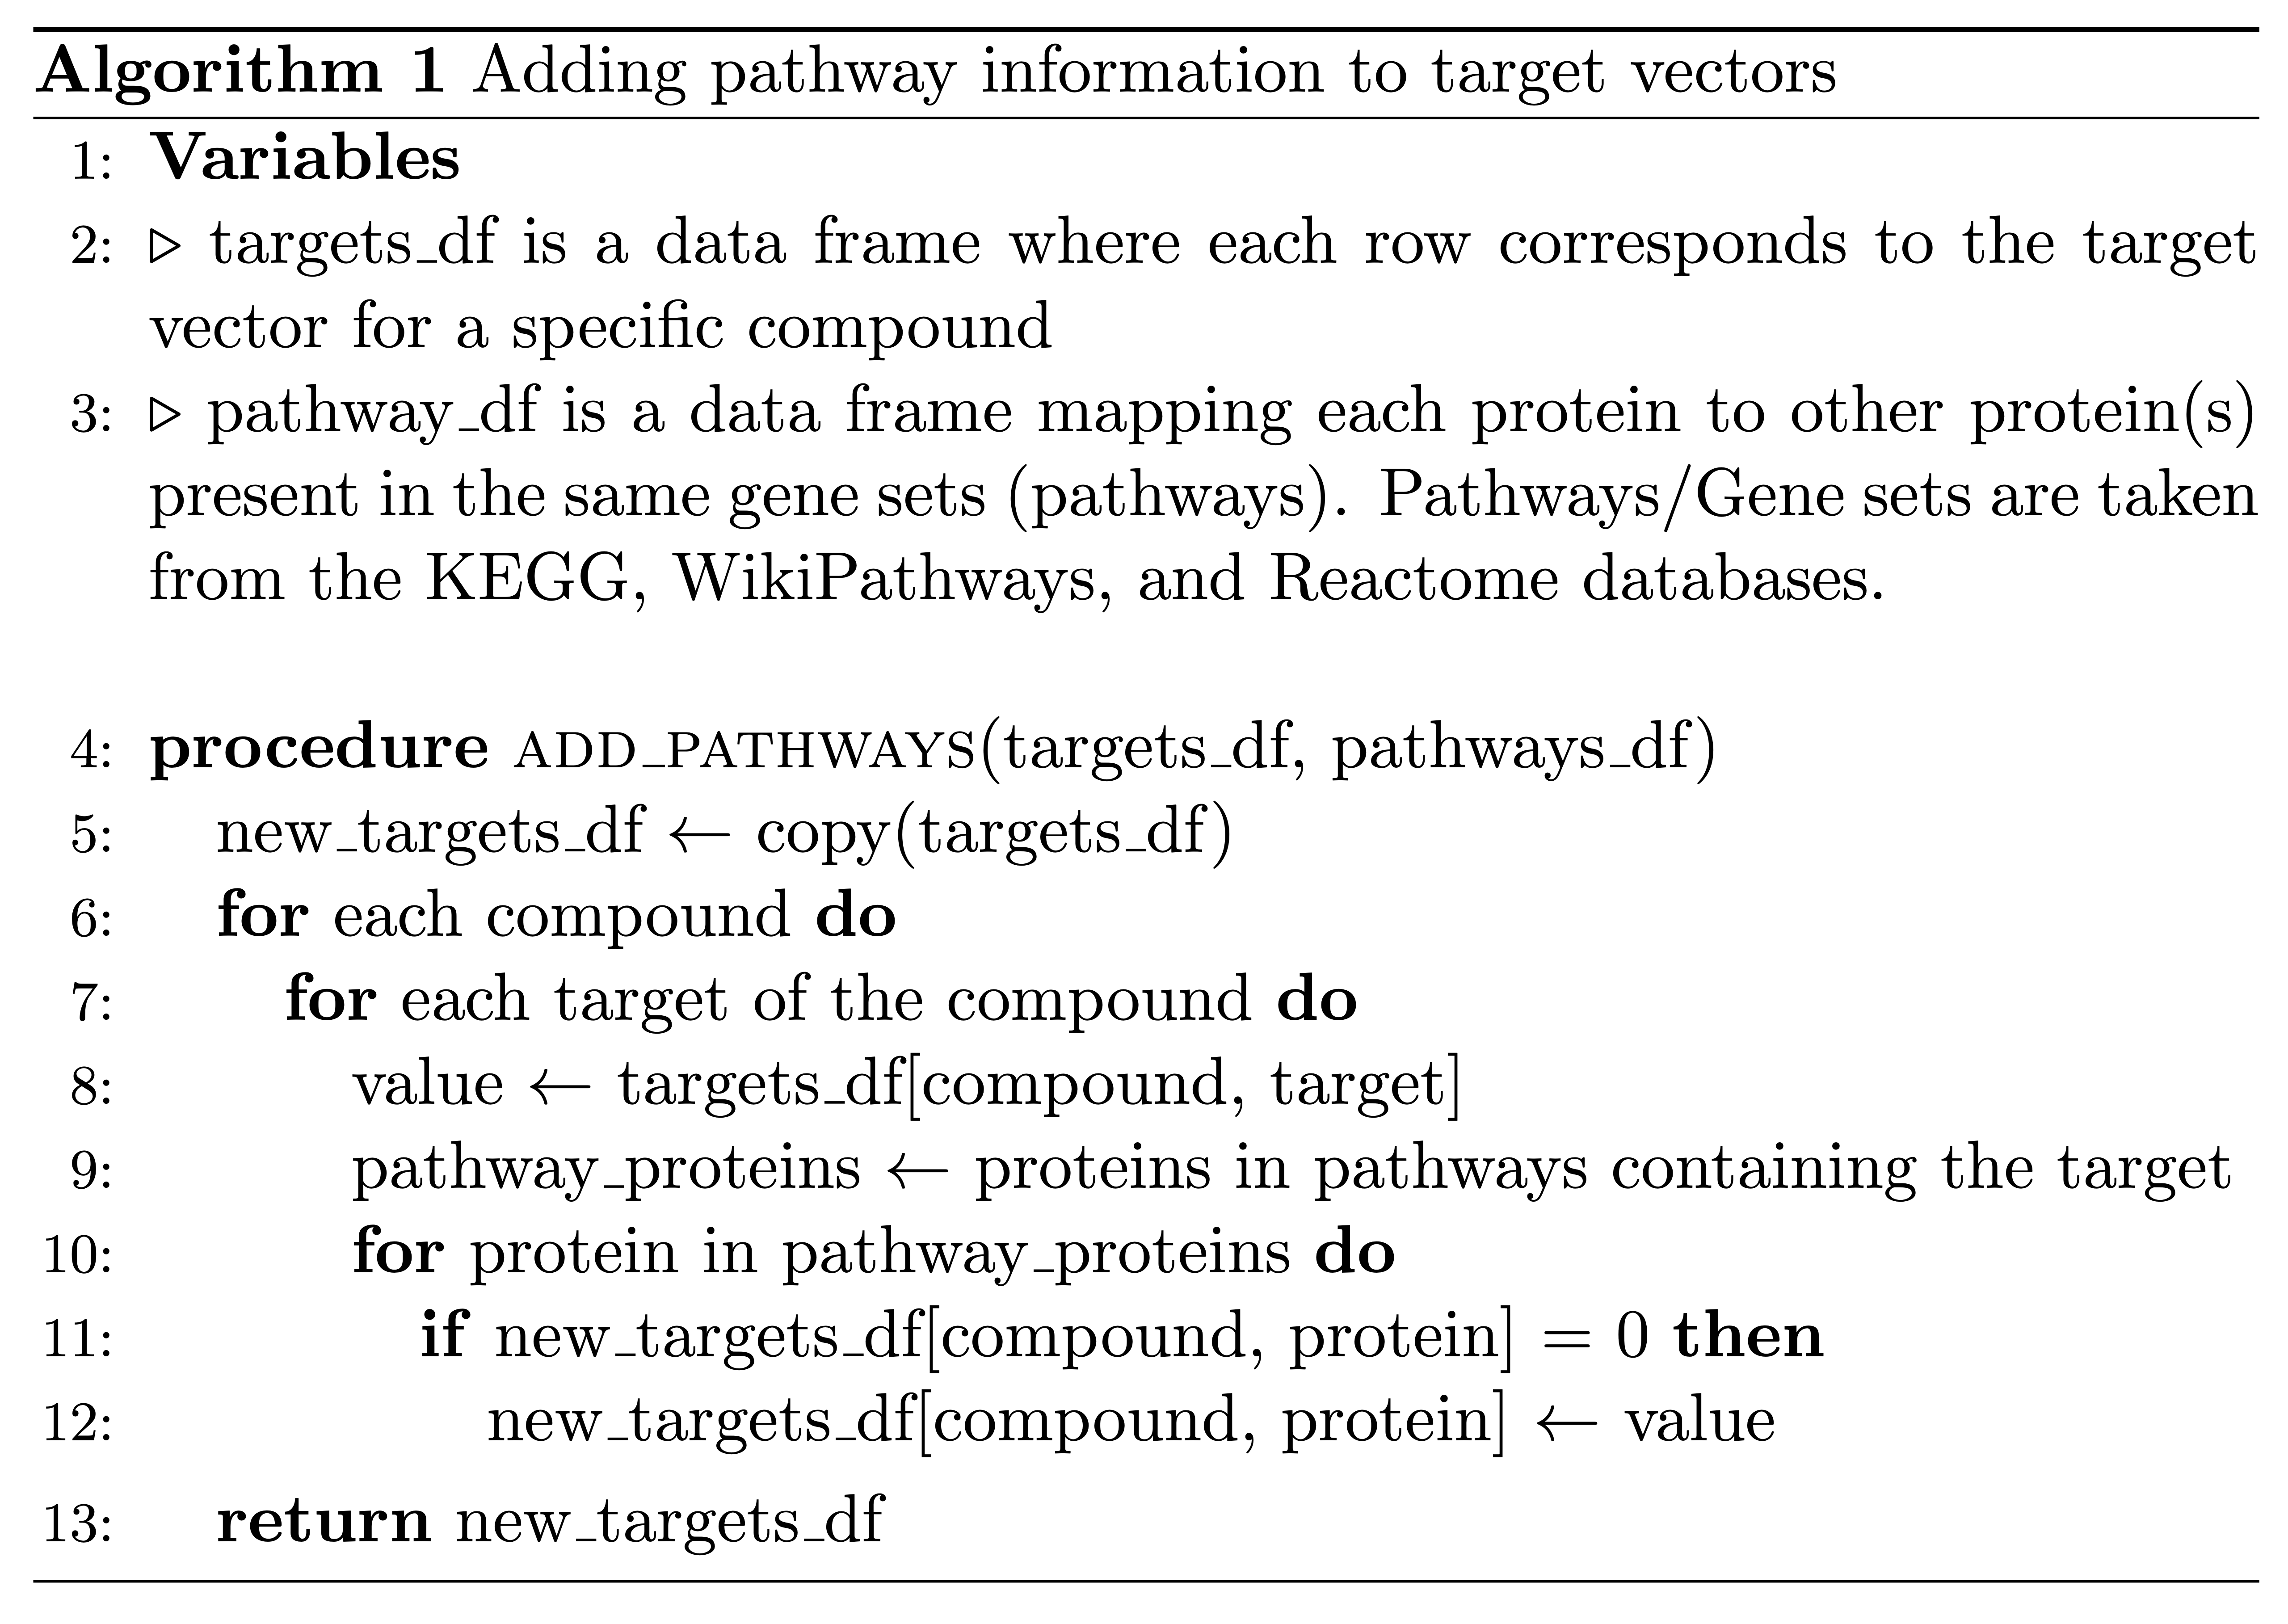 Algorithm 1 Adding pathway information to target vectors
1: Variables
2: ▷ targets_df is a data frame where each row corresponds to the target
vector for a specific compound
3: ▷ pathway_df is a data frame mapping each protein to other protein(s)
present in the same gene sets (pathways). Pathways/Gene sets are taken
from the KEGG, WikiPathways, and Reactome databases.
4: procedure ADD_PATHWAYS(targets_df, pathways_df)
5: new_targets_df ← copy(targets_df)
6: for each compound do
7: for each target of the compound do
8: value ← targets_df[compound, target]
9: pathway_proteins ← proteins in pathways containing the target
10: for protein in pathway_proteins do
11: if new_targets_df[compound, protein] = 0 then
12: new_targets_df[compound, protein] ← value
13: return new_targets_df